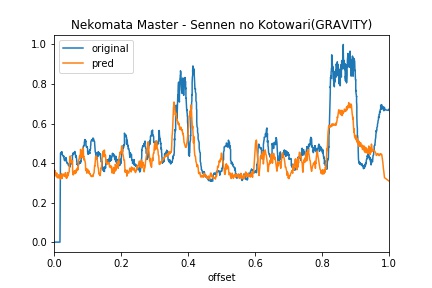 Nekomata Master - Sennen no Kotowari(GRAVITY)
original
pred
1.0
0.8
0.6
0.4
0.2
0.0
0.0 0.2 0.4 0.6 0.8 1.0
offset